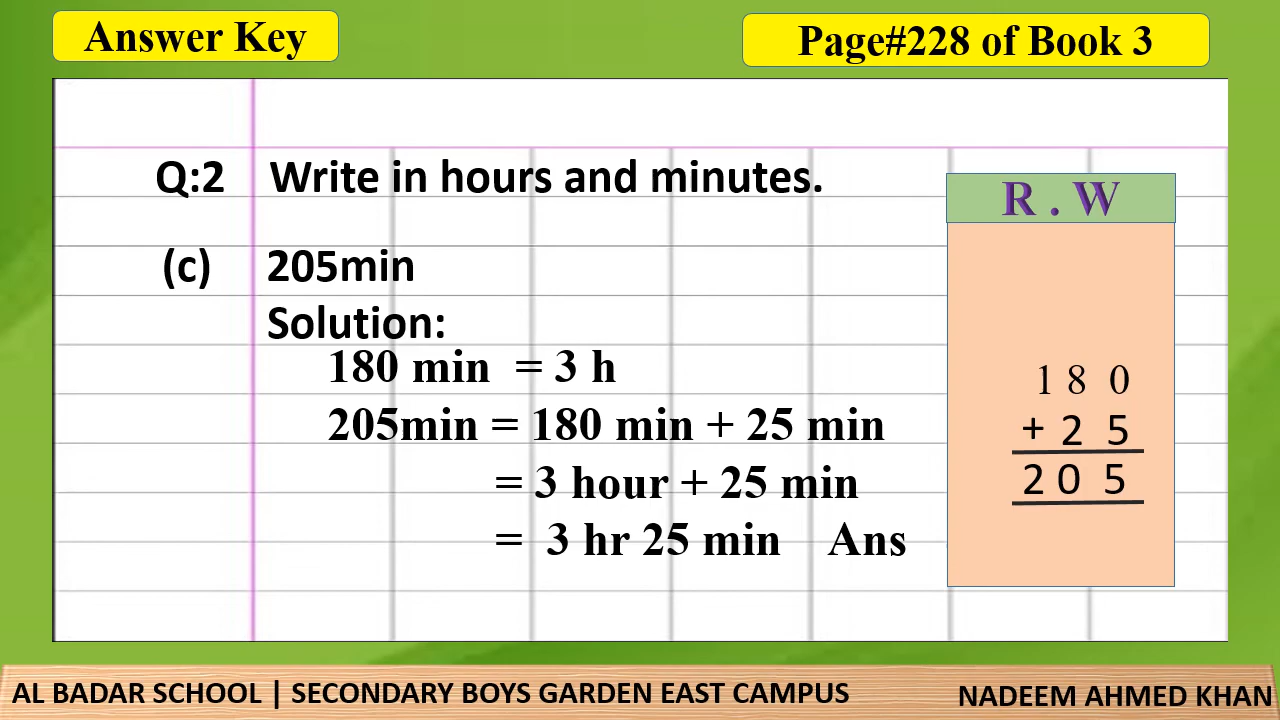 Answer Key
Page#228 of Book 3
Q:2 Write in hours and minutes.
(c) 205min
Solution:
180 min = 3 h
205min = 180 min + 25 min
= 3 hour + 25 min
= 3 hr 25 min Ans
R . W
1 8 0
+ 2 5
2 0 5
AL BADAR SCHOOL | SECONDARY BOYS GARDEN EAST CAMPUS
NADEEM AHMED KHAN